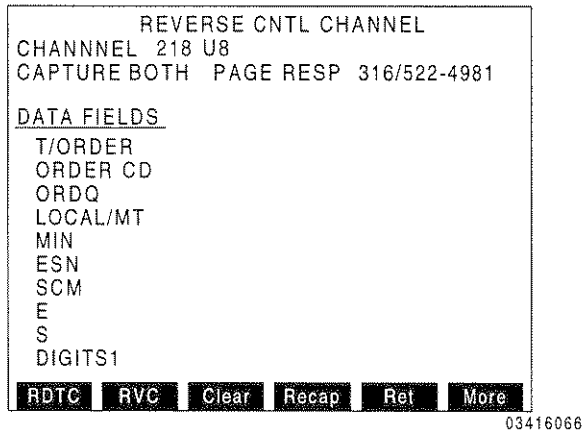 REVERSE CNTL CHANNEL
CHANNNEL 218 U8
CAPTURE BOTH PAGE RESP 316/522-4981
DATA FIELDS
T/ORDER
ORDER CD
ORDQ
LOCAL/MT
MIN
ESN
SCM
E
S
DIGITS1
RDTC RVC Clear Recap Ret More
03416066